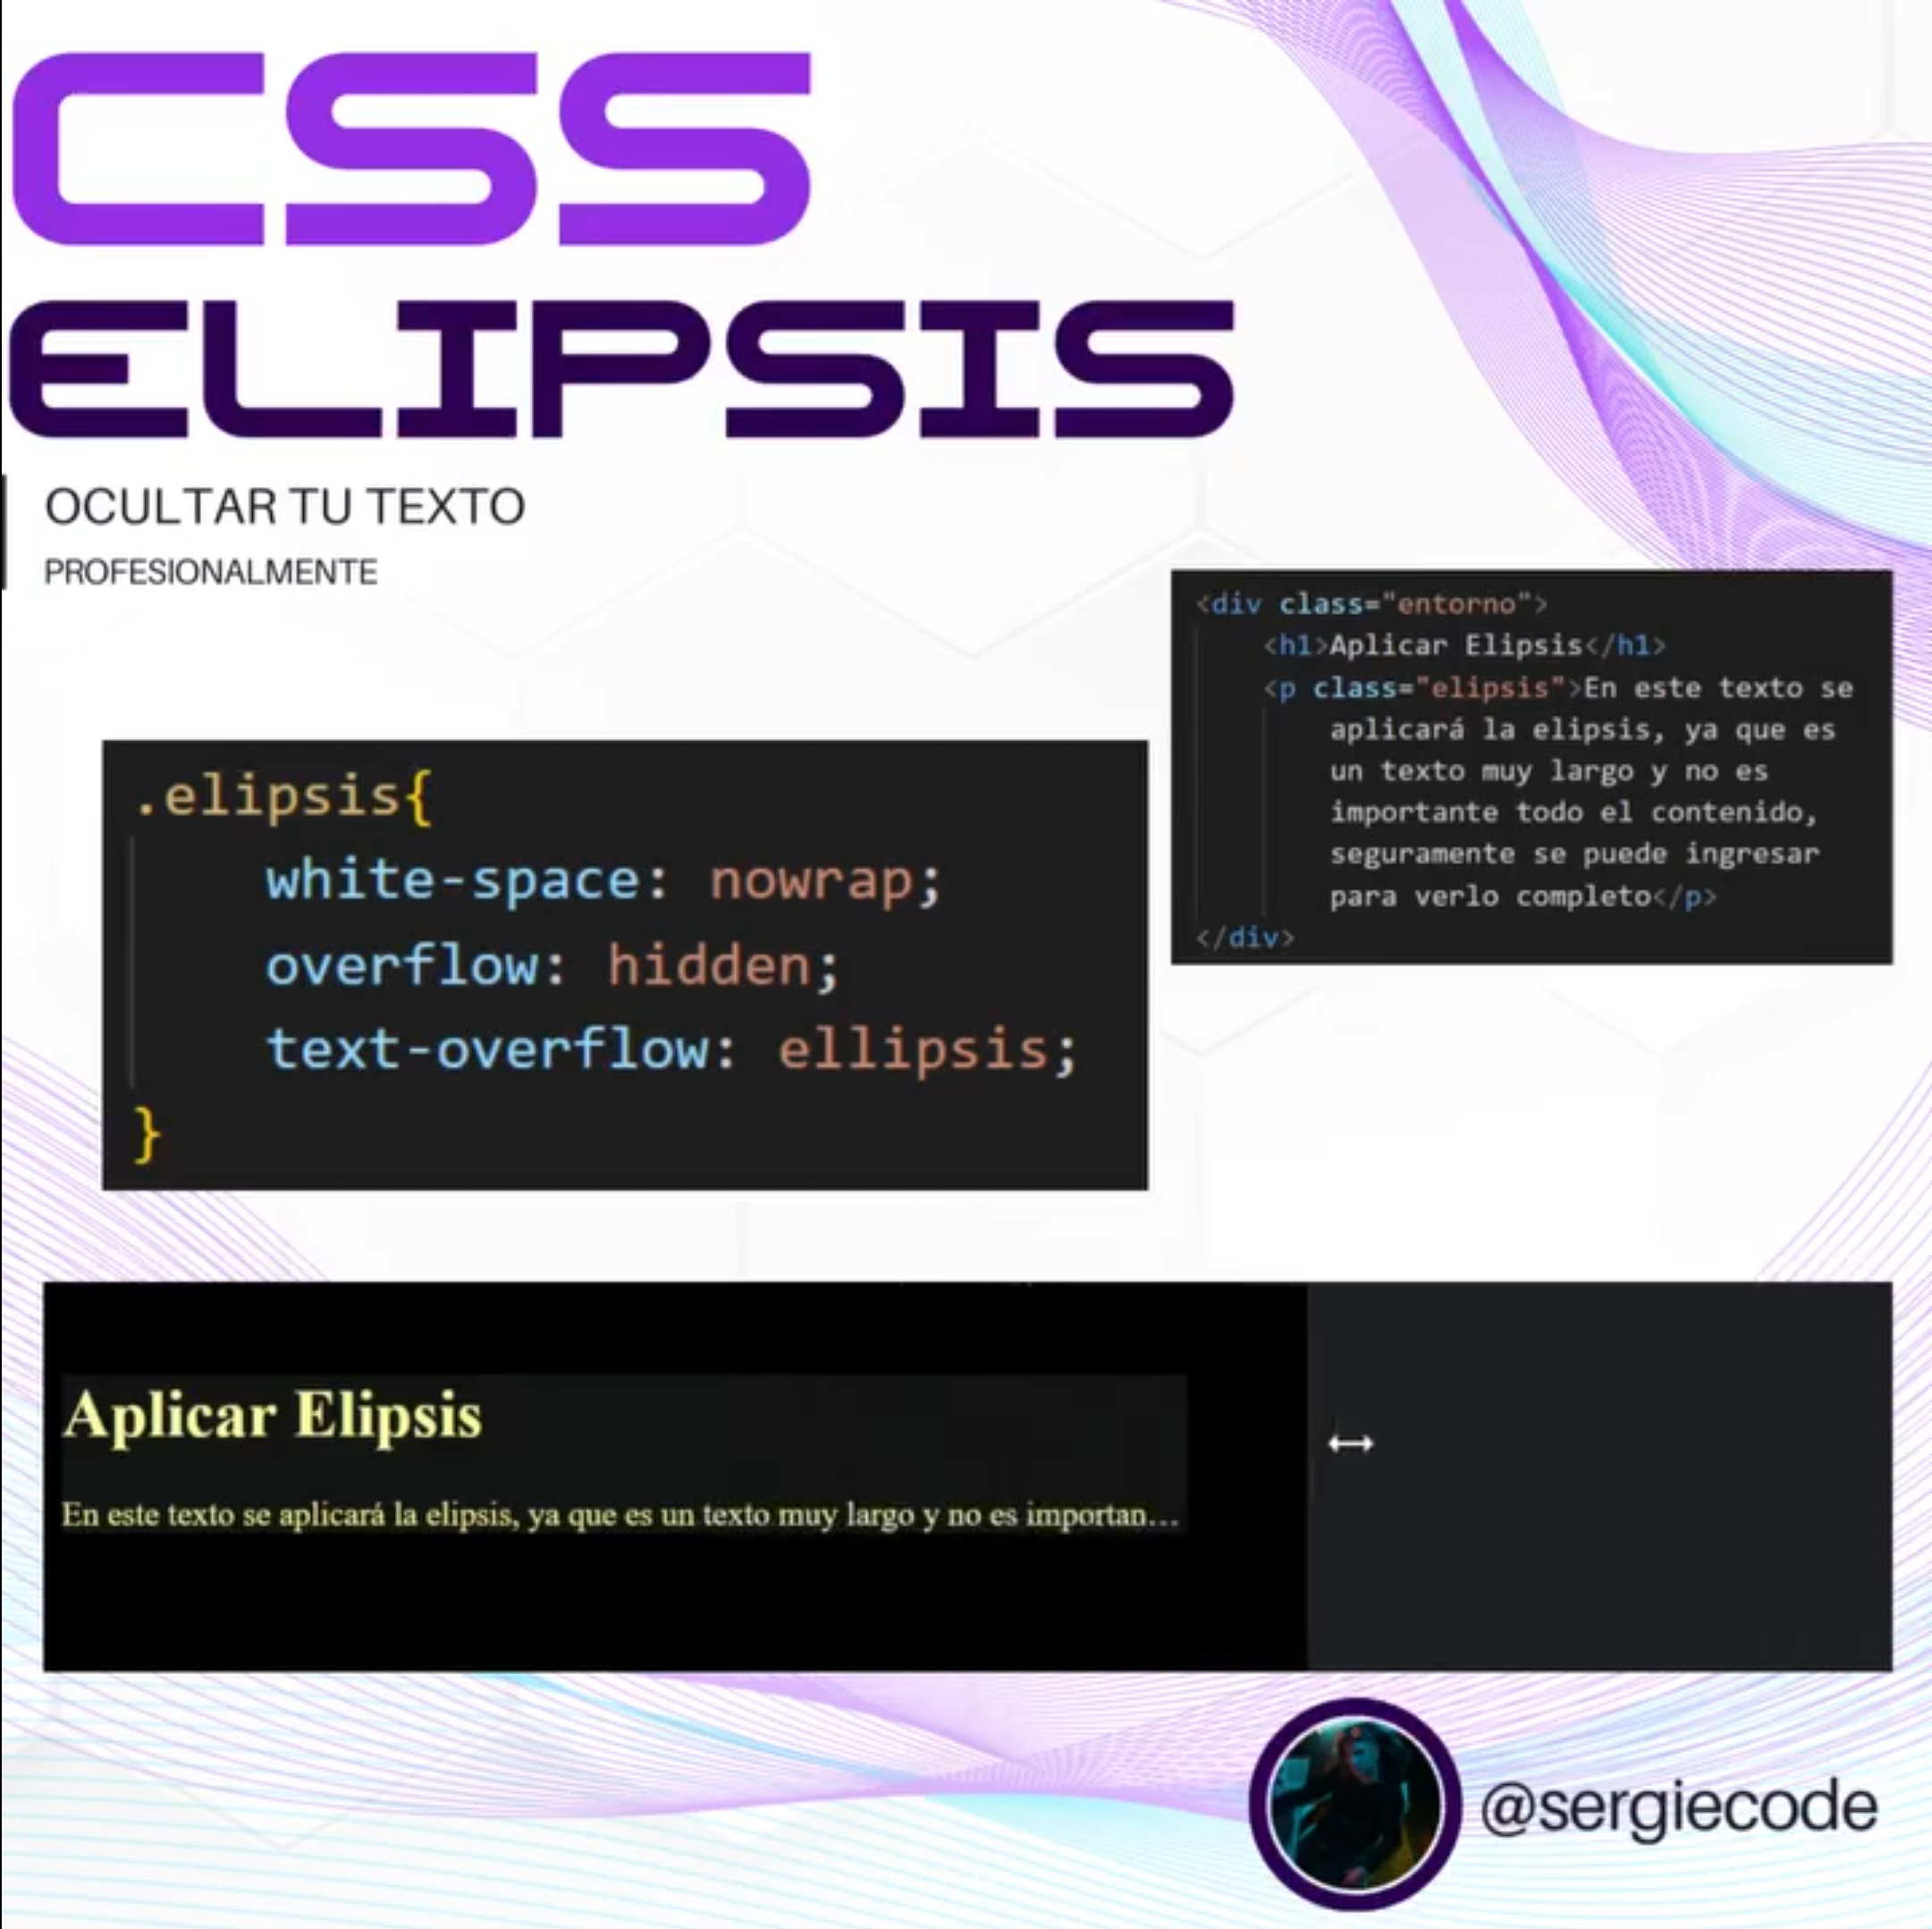 CSS
ELIPSIS
OCULTAR TU TEXTO
PROFESIONALMENTE
<div class="entorno">
<h1>Aplicar Elipsis</h1>
<p class="elipsis">En este texto se
aplicará la elipsis, ya que es
un texto muy largo y no es
importante todo el contenido,
seguramente se puede ingresar
para verlo completo</p>
</div>
.elipsis{
white-space: nowrap;
overflow: hidden;
text-overflow: ellipsis;
}
Aplicar Elipsis
En este texto se aplicará la elipsis, ya que es un texto muy largo y no es importan...
@sergiecode